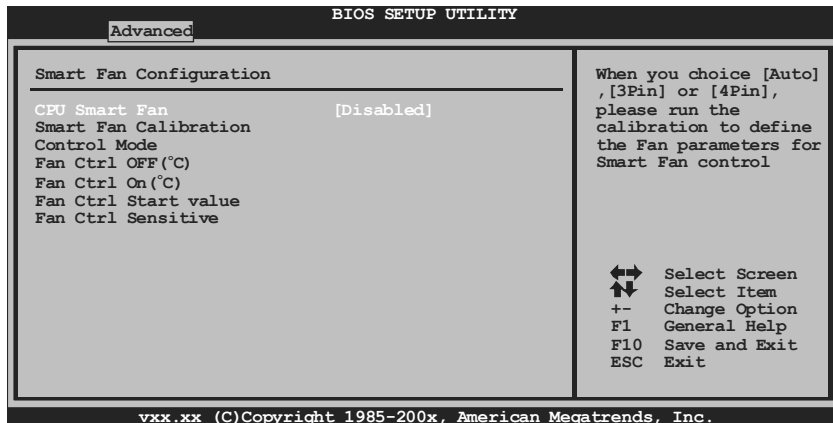 BIOS SETUP UTILITY
Advanced
Smart Fan Configuration
CPU Smart Fan [Disabled]
Smart Fan Calibration
Control Mode
Fan Ctrl OFF(°C)
Fan Ctrl On(°C)
Fan Ctrl Start value
Fan Ctrl Sensitive
When you choice [Auto]
,[3Pin] or [4Pin],
please run the
calibration to define
the Fan parameters for
Smart Fan control
Select Screen
Select Item
+- Change Option
F1 General Help
F10 Save and Exit
ESC Exit
vxx.xx (C)Copyright 1985-200x, American Megatrends, Inc.